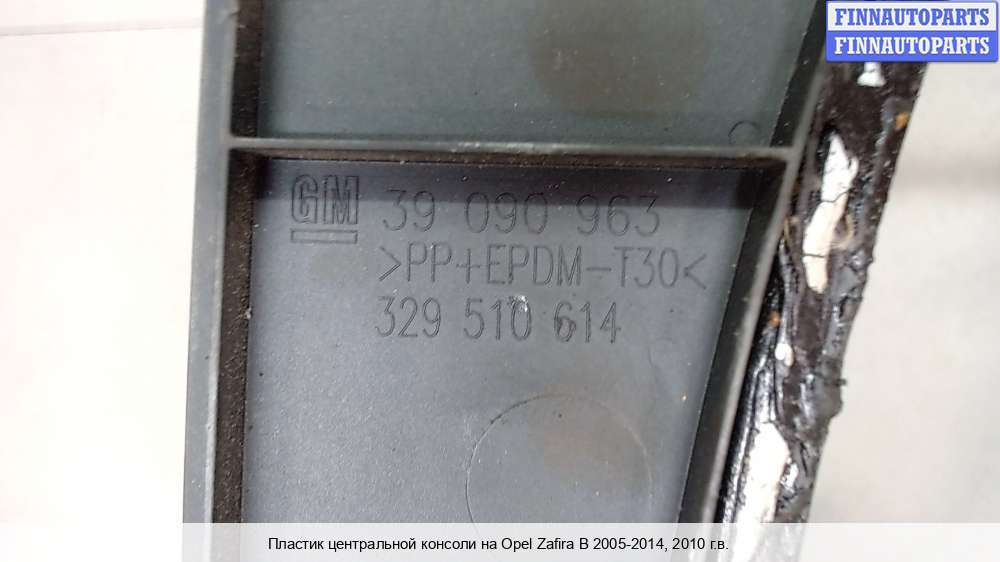 FINNAUTOPARTS
FINNAUTOPARTS
GM 39 090 963
>PP+EPDM-T30<
329 510 614
Пластик центральной консоли на Opel Zafira B 2005-2014, 2010 г.в.